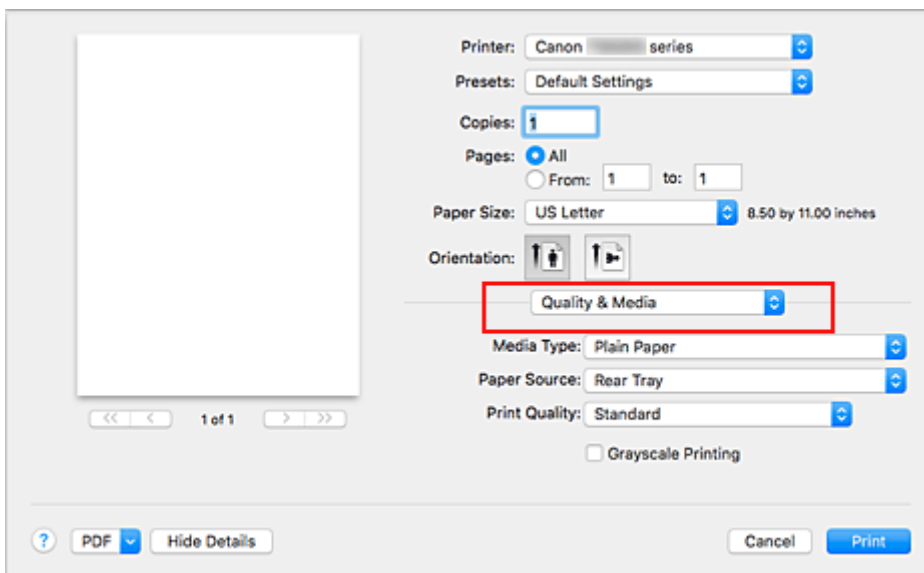 Printer: Canon series
Presets: Default Settings
Copies: 1
Pages: All
From: 1 to: 1
Paper Size: US Letter 8.50 by 11.00 inches
Orientation:
Quality & Media
Media Type: Plain Paper
Paper Source: Rear Tray
Print Quality: Standard
Grayscale Printing
<< < 1 of 1 > >>
? PDF Hide Details Cancel Print